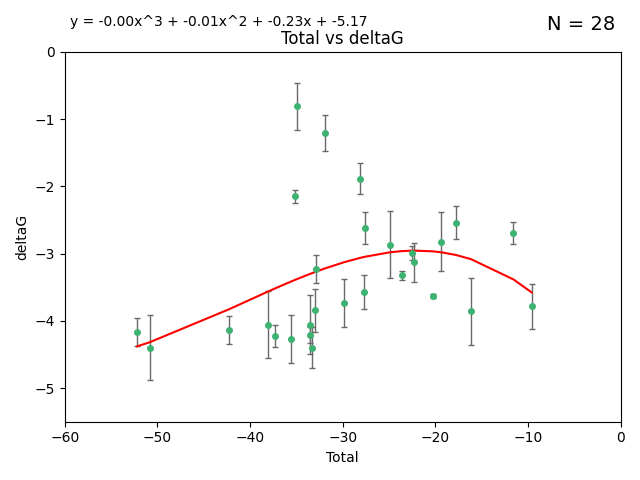 y = -0.00x^3 + -0.01x^2 + -0.23x + -5.17
N = 28
Total vs deltaG
0
−1
−2
−3
−4
−5
deltaG
−60 −50 −40 −30 −20 −10 0
Total